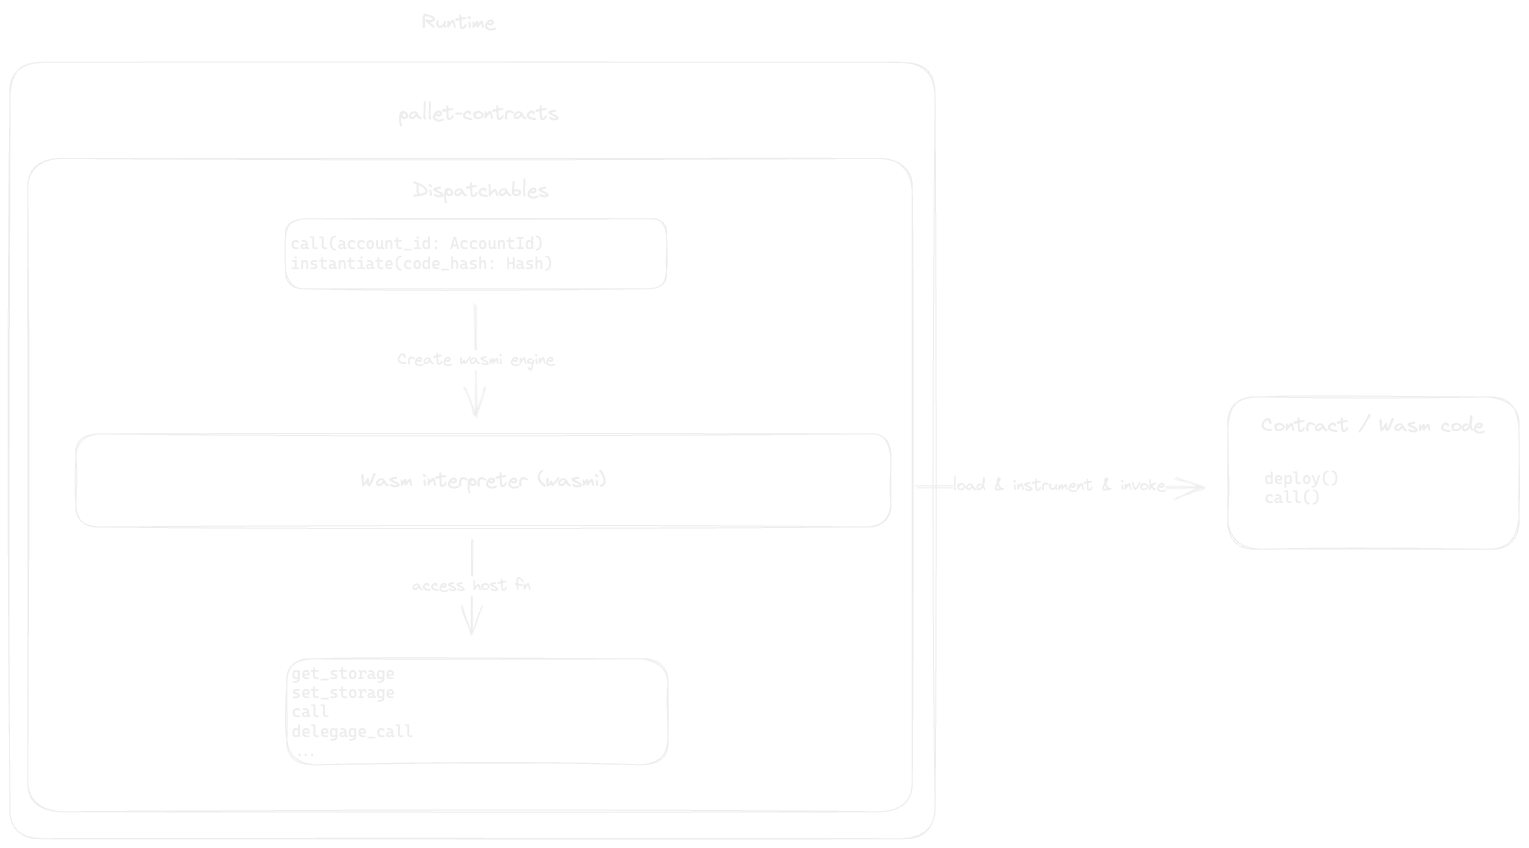 Runtime
pallet-contracts
Dispatchables
call(account_id: AccountId)
instantiate(code_hash: Hash)
Create wasmi engine
Wasm interpreter (wasmi)
load & instrument & invoke
Contract / Wasm code
deploy()
call()
access host fn
get_storage
set_storage
call
delegage_call
...